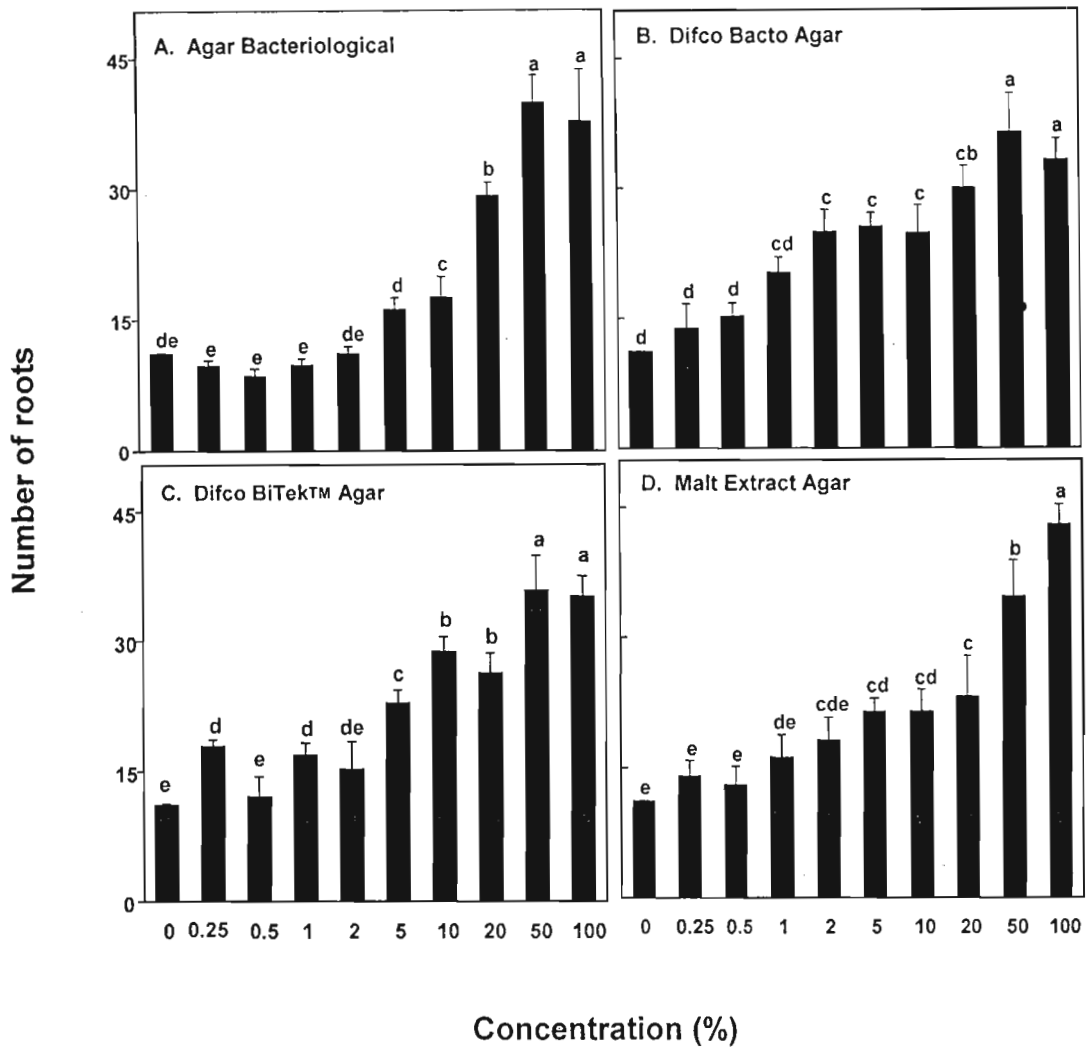 A. Agar Bacteriological
B. Difco Bacto Agar
45
30
15
0
de e e e de d c b a a
d d d cd c c c cb a a
C. Difco BiTek™ Agar
D. Malt Extract Agar
45
30
15
0
e d e d de c b b a a
e e e de cde cd cd c b a
0 0.25 0.5 1 2 5 10 20 50 100
0 0.25 0.5 1 2 5 10 20 50 100
Number of roots
Concentration (%)